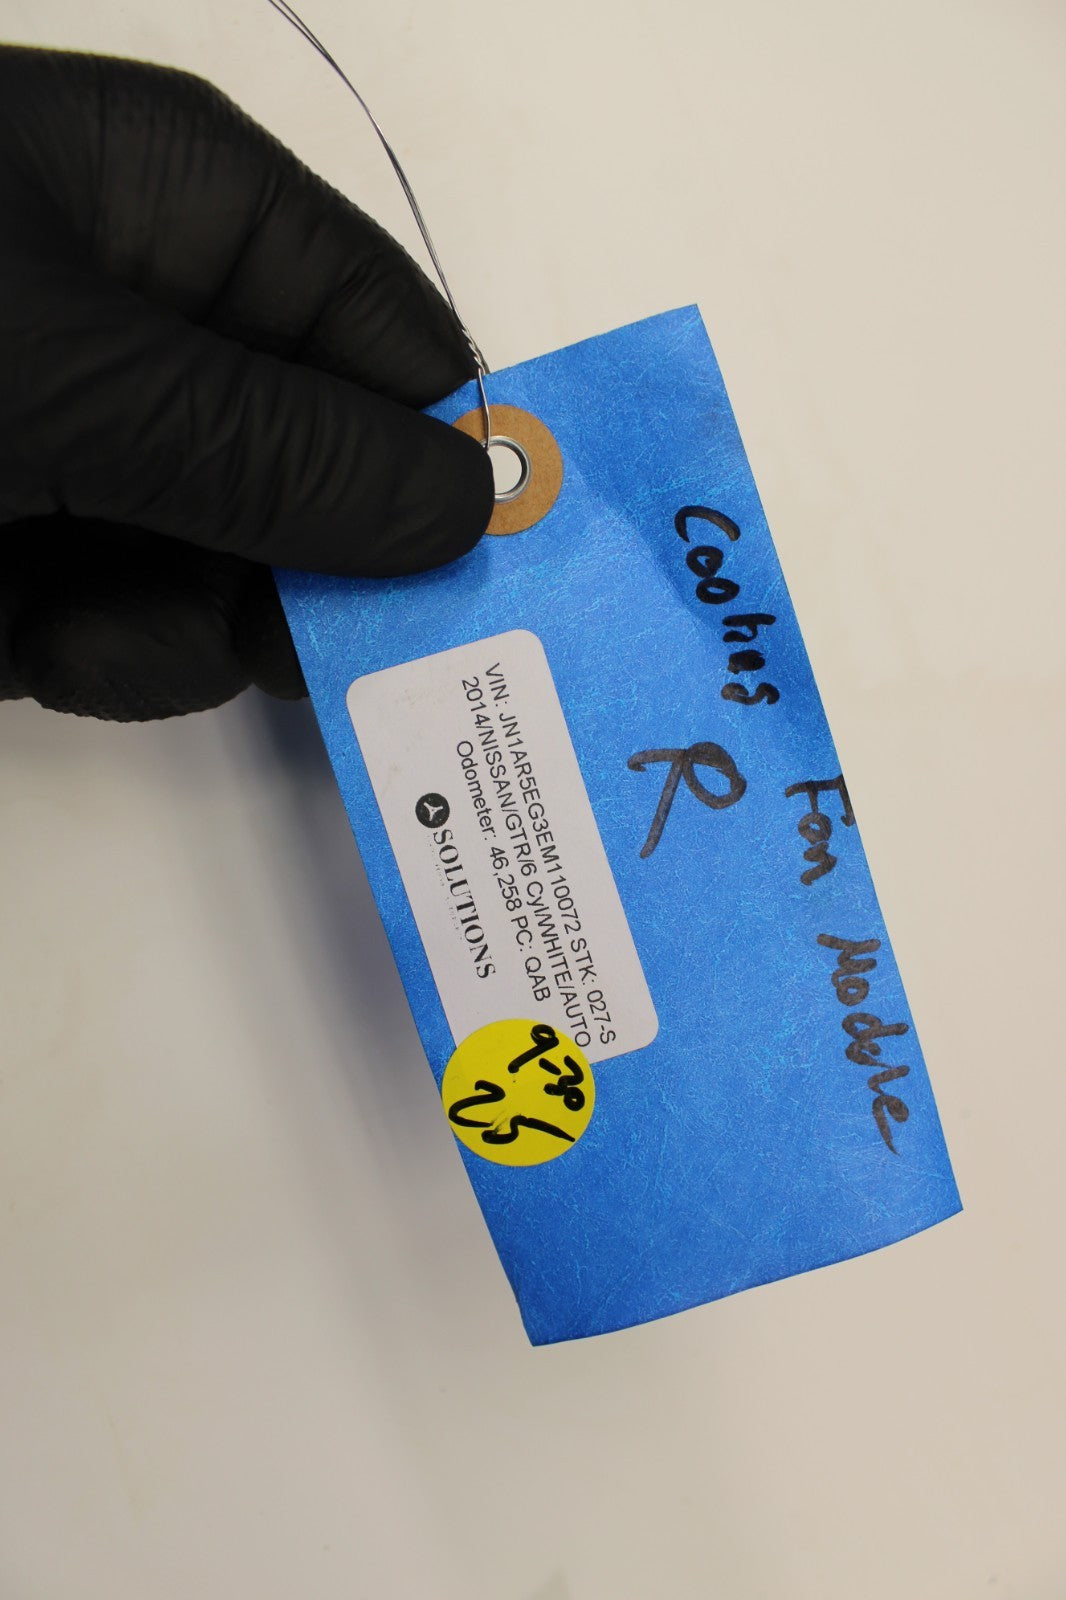 Cooling
Fan Module
R
VIN: JN1AR5EG3EM110072 STK: 027-S
2014/NISSAN/GTR/6 Cyl/WHITE/AUTO
Odometer: 46,258 PC: QAB
SOLUTIONS
9-30
25